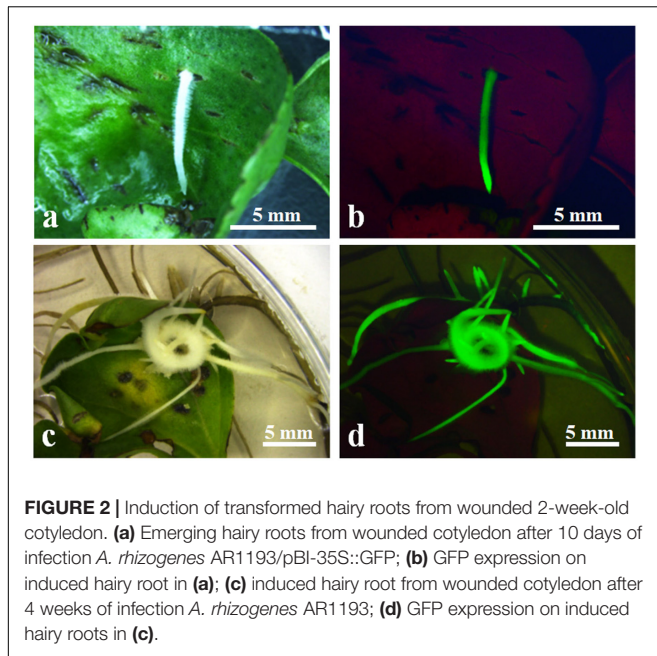 a
5 mm
b
5 mm
c
5 mm
d
5 mm
FIGURE 2 | Induction of transformed hairy roots from wounded 2-week-old
cotyledon. (a) Emerging hairy roots from wounded cotyledon after 10 days of
infection A. rhizogenes AR1193/pBI-35S::GFP; (b) GFP expression on
induced hairy root in (a); (c) induced hairy root from wounded cotyledon after
4 weeks of infection A. rhizogenes AR1193; (d) GFP expression on induced
hairy roots in (c).